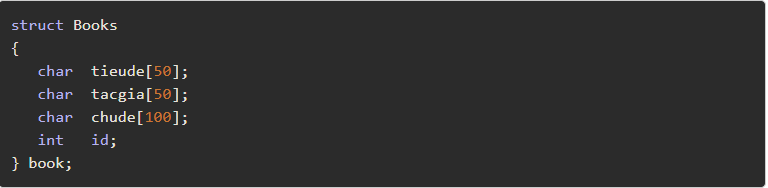 struct Books
{
char tieude[50];
char tacgia[50];
char chude[100];
int id;
} book;